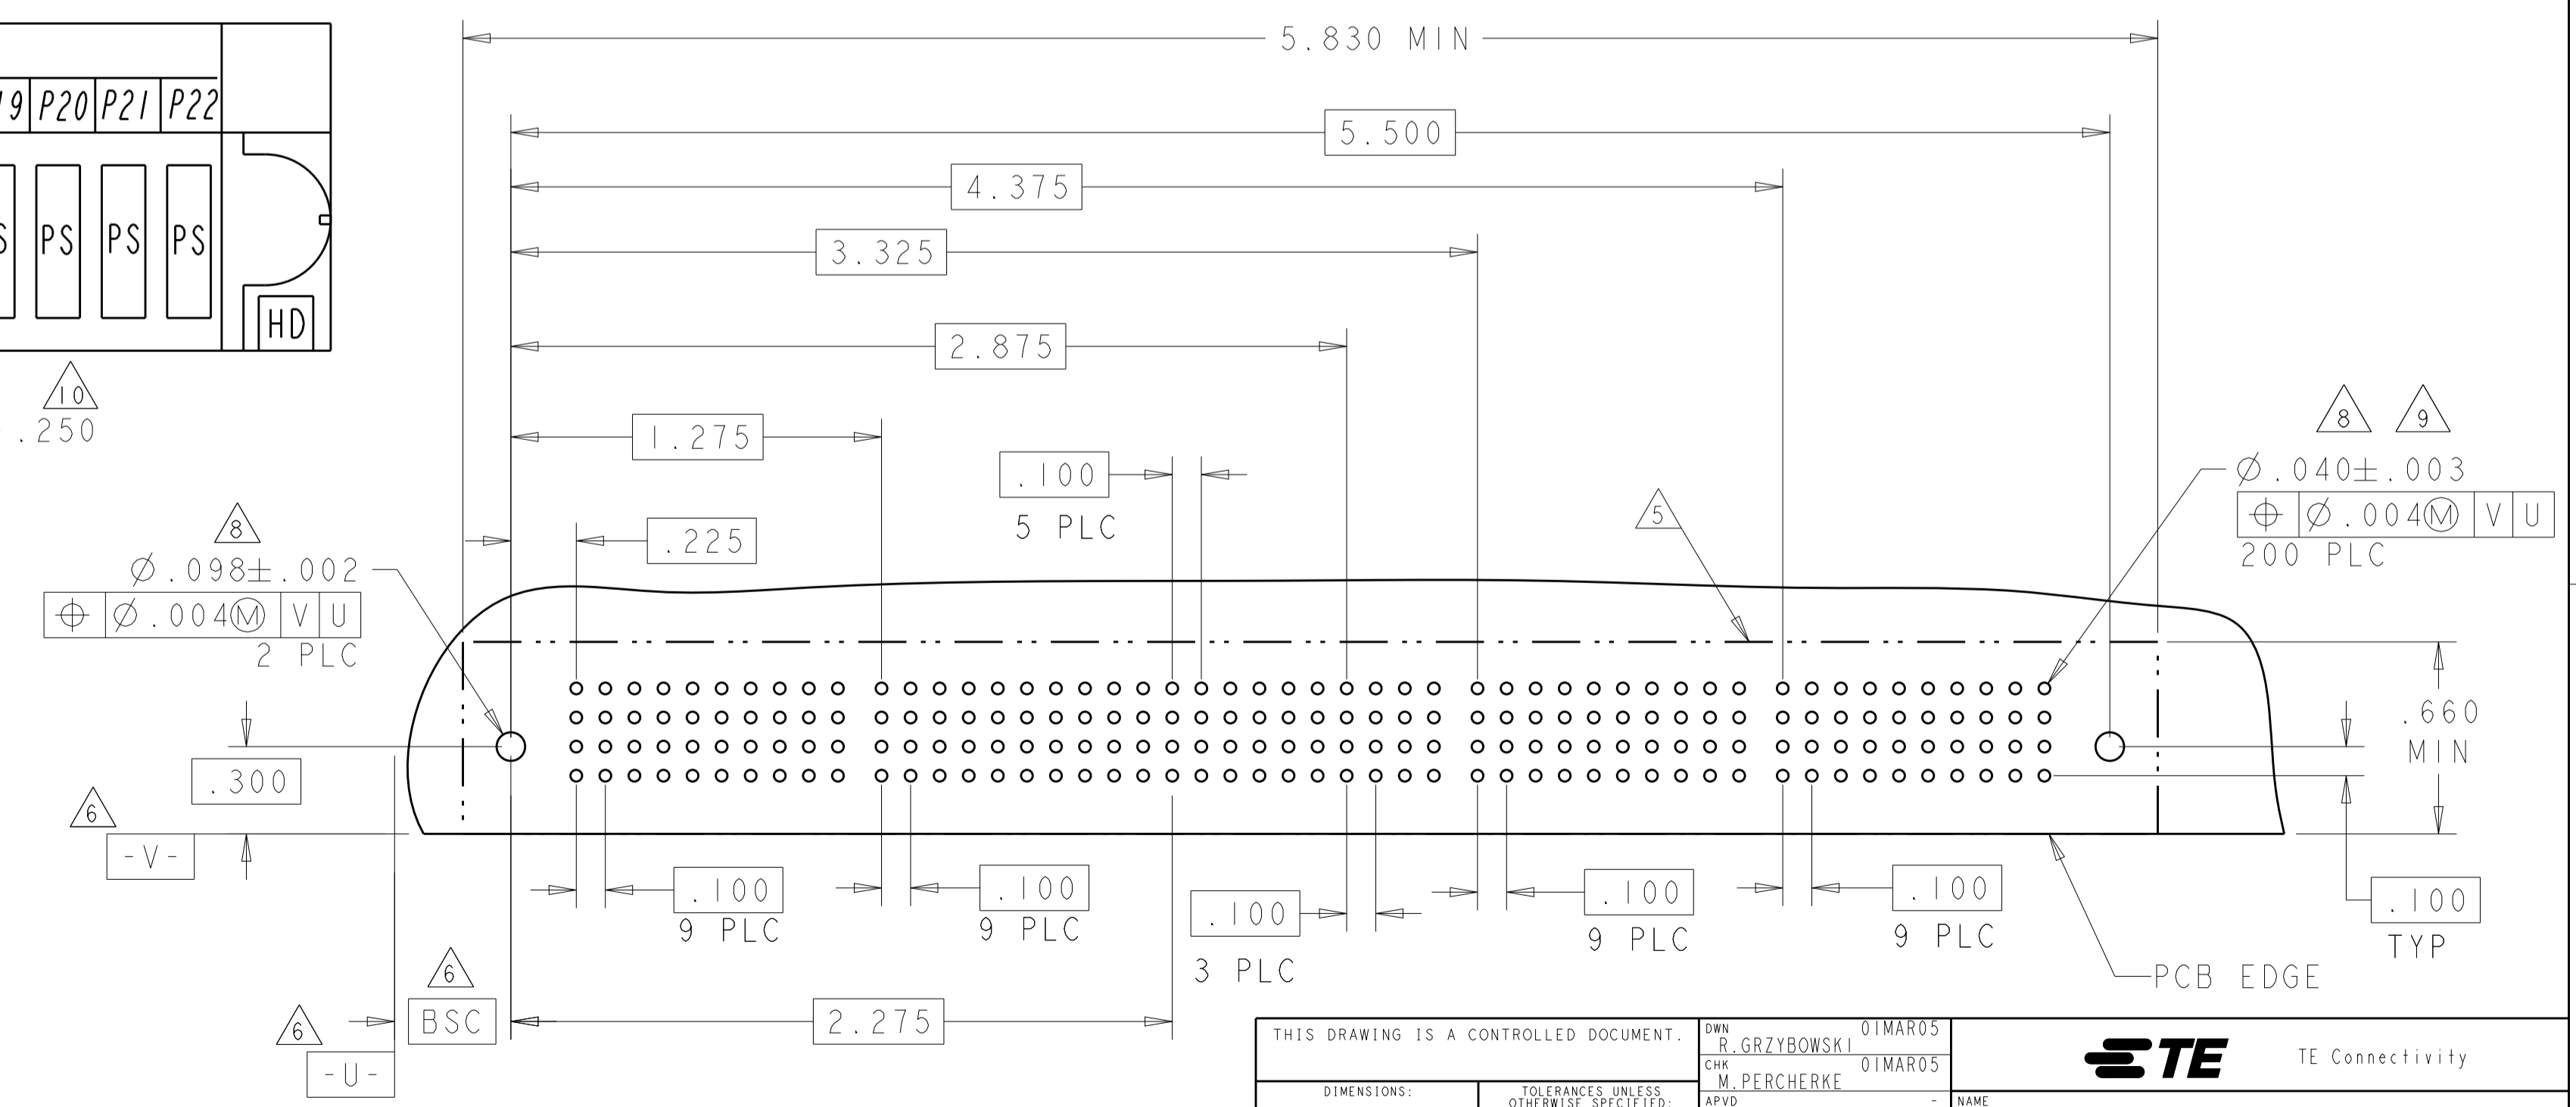 5.830 MIN
P20 P21 P22
5.500
4.375
PS PS PS
3.325
HD
2.875
10
.250
1.275
8 9
.100
5 PLC
Ø.040±.003
⌖ Ø.004Ⓜ V U
200 PLC
5
8
.225
Ø.098±.002
⌖ Ø.004Ⓜ V U
2 PLC
.660
MIN
.300
6
-V-
.100
9 PLC
.100
9 PLC
.100
3 PLC
.100
9 PLC
.100
9 PLC
.100
TYP
PCB EDGE
6
BSC
2.275
6
-U-
THIS DRAWING IS A CONTROLLED DOCUMENT.
DWN 01MAR05
R.GRZYBOWSKI
CHK 01MAR05
M.PERCHERKE
APVD -
TE TE Connectivity
DIMENSIONS:
TOLERANCES UNLESS
OTHERWISE SPECIFIED:
NAME